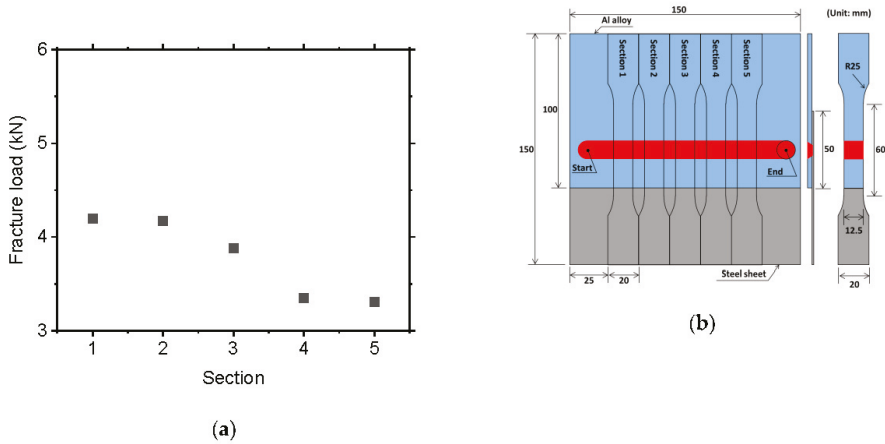 6
5
4
3
Fracture load (kN)
1 2 3 4 5
Section
(a)
150
(Unit: mm)
Al alloy
Section 1
Section 2
Section 3
Section 4
Section 5
R25
100
150
50
60
Start
End
12.5
Steel sheet
25
20
20
(b)